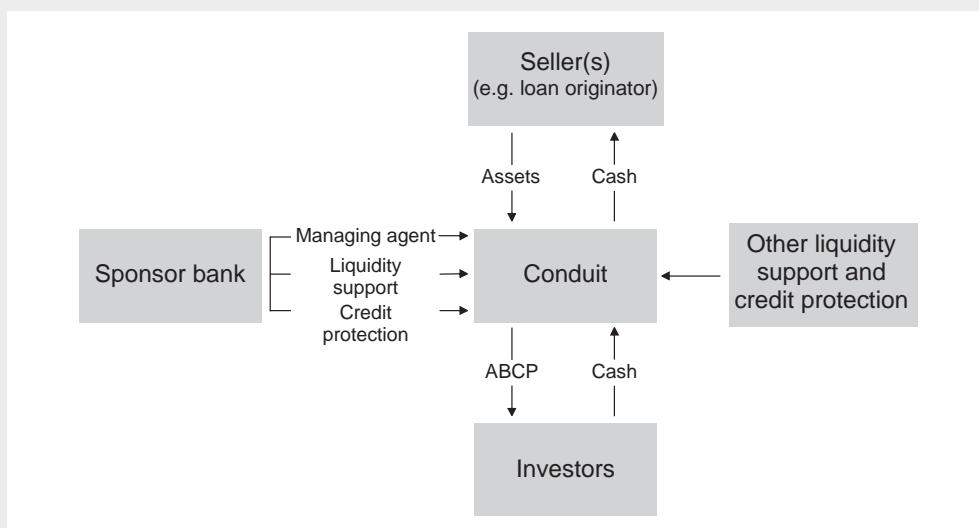 Seller(s)
(e.g. loan originator)
Assets
Cash
Sponsor bank
Managing agent
Liquidity
support
Credit
protection
Conduit
Other liquidity
support and
credit protection
ABCP
Cash
Investors